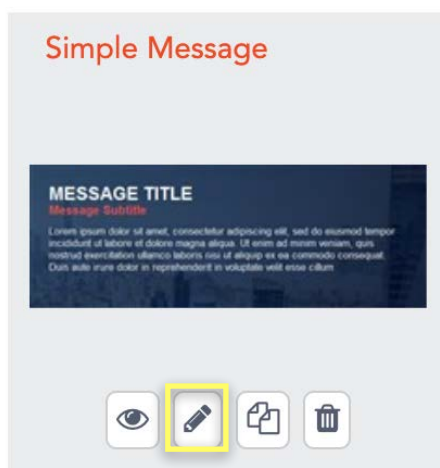 Simple Message
MESSAGE TITLE
Message Subtitle
Lorem ipsum dolor sit amet, consectetur adipiscing elit, sed do eiusmod tempor
incididunt ut labore et dolore magna aliqua. Ut enim ad minim veniam, quis
nostrud exercitation ullamco laboris nisi ut aliquip ex ea commodo consequat.
Duis aute irure dolor in reprehenderit in voluptate velit esse cillum